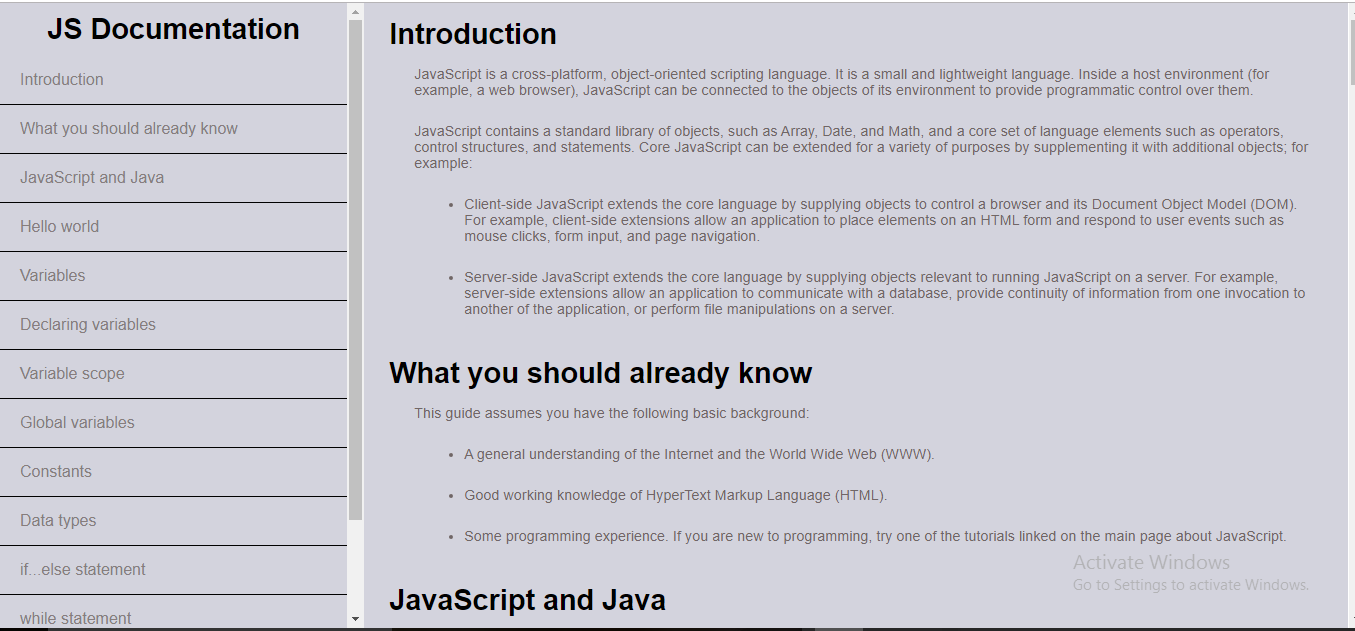 JS Documentation
Introduction
What you should already know
JavaScript and Java
Hello world
Variables
Declaring variables
Variable scope
Global variables
Constants
Data types
if...else statement
while statement
Introduction
JavaScript is a cross-platform, object-oriented scripting language. It is a small and lightweight language. Inside a host environment (for
example, a web browser), JavaScript can be connected to the objects of its environment to provide programmatic control over them.
JavaScript contains a standard library of objects, such as Array, Date, and Math, and a core set of language elements such as operators,
control structures, and statements. Core JavaScript can be extended for a variety of purposes by supplementing it with additional objects; for
example:
• Client-side JavaScript extends the core language by supplying objects to control a browser and its Document Object Model (DOM).
For example, client-side extensions allow an application to place elements on an HTML form and respond to user events such as
mouse clicks, form input, and page navigation.
• Server-side JavaScript extends the core language by supplying objects relevant to running JavaScript on a server. For example,
server-side extensions allow an application to communicate with a database, provide continuity of information from one invocation to
another of the application, or perform file manipulations on a server.
What you should already know
This guide assumes you have the following basic background:
• A general understanding of the Internet and the World Wide Web (WWW).
• Good working knowledge of HyperText Markup Language (HTML).
• Some programming experience. If you are new to programming, try one of the tutorials linked on the main page about JavaScript.
Activate Windows
Go to Settings to activate Windows.
JavaScript and Java